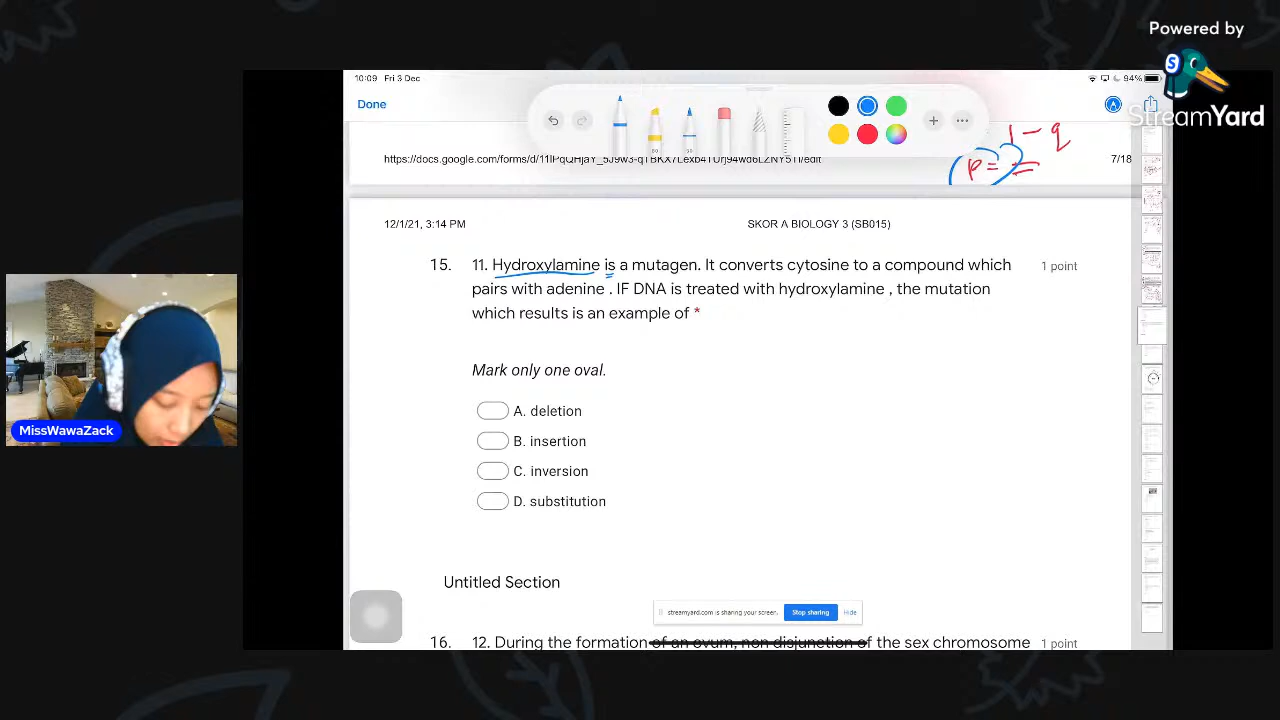 Powered by
StreamYard
10:09 Fri 3 Dec
94%
Done
1 - q
p =
7/18
12/1/21, 3:14 PM
SKOR A BIOLOGY 3 (SB015)
15. 11. Hydroxylamine is a mutagen. It converts cytosine to a compound which 1 point
pairs with adenine. IF DNA is treated with hydroxylamine, the mutation
which results is an example of *
Mark only one oval.
A. deletion
B. insertion
C. inversion
D. substitution
MissWawaZack
Untitled Section
streamyard.com is sharing your screen. Stop sharing Hide
16. 12. During the formation of an ovum, non disjunction of the sex chromosome 1 point